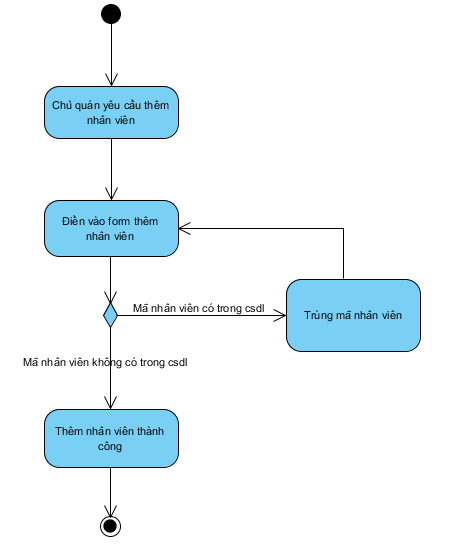 Chủ quán yêu cầu thêm
nhân viên
Điền vào form thêm
nhân viên
Mã nhân viên có trong csdl
Trùng mã nhân viên
Mã nhân viên không có trong csdl
Thêm nhân viên thành
công